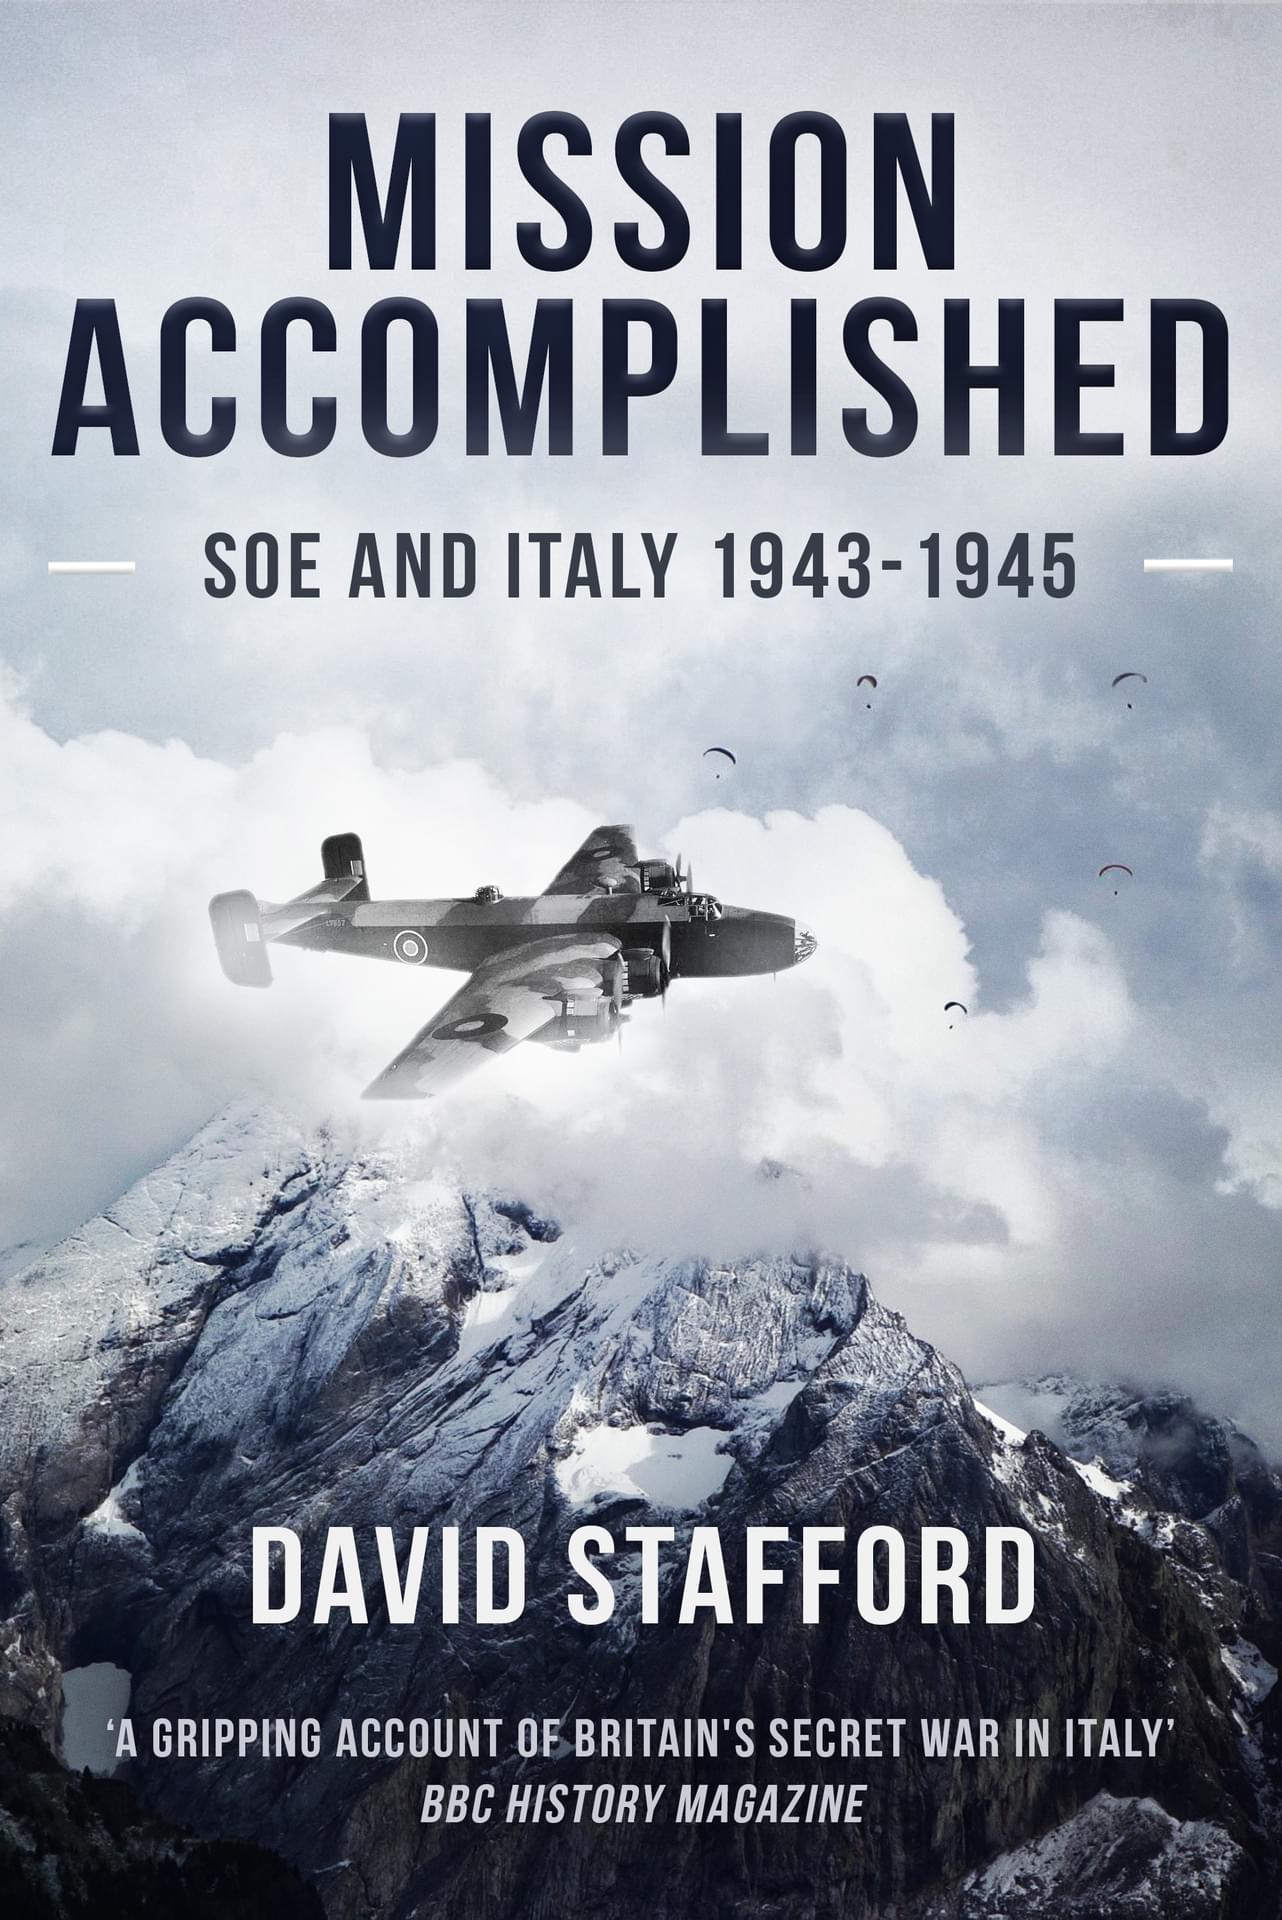 MISSION
ACCOMPLISHED
SOE AND ITALY 1943-1945
DAVID STAFFORD
‘A GRIPPING ACCOUNT OF BRITAIN'S SECRET WAR IN ITALY’
BBC HISTORY MAGAZINE